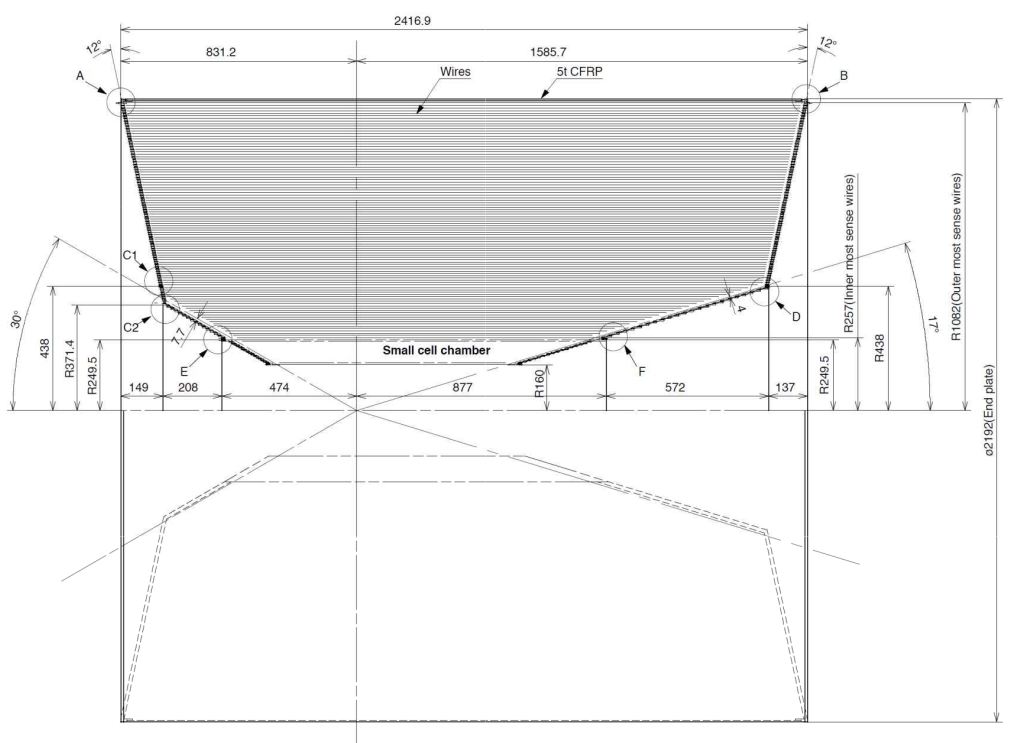 2416.9
12°
831.2
1585.7
12°
A
Wires
5t CFRP
B
C1
C2
30°
438
R371.4
R249.5
7.7
E
Small cell chamber
4
D
F
R160
149
208
474
877
572
137
R249.5
R257(Inner most sense wires)
R438
17°
R1082(Outer most sense wires)
ø2192(End plate)